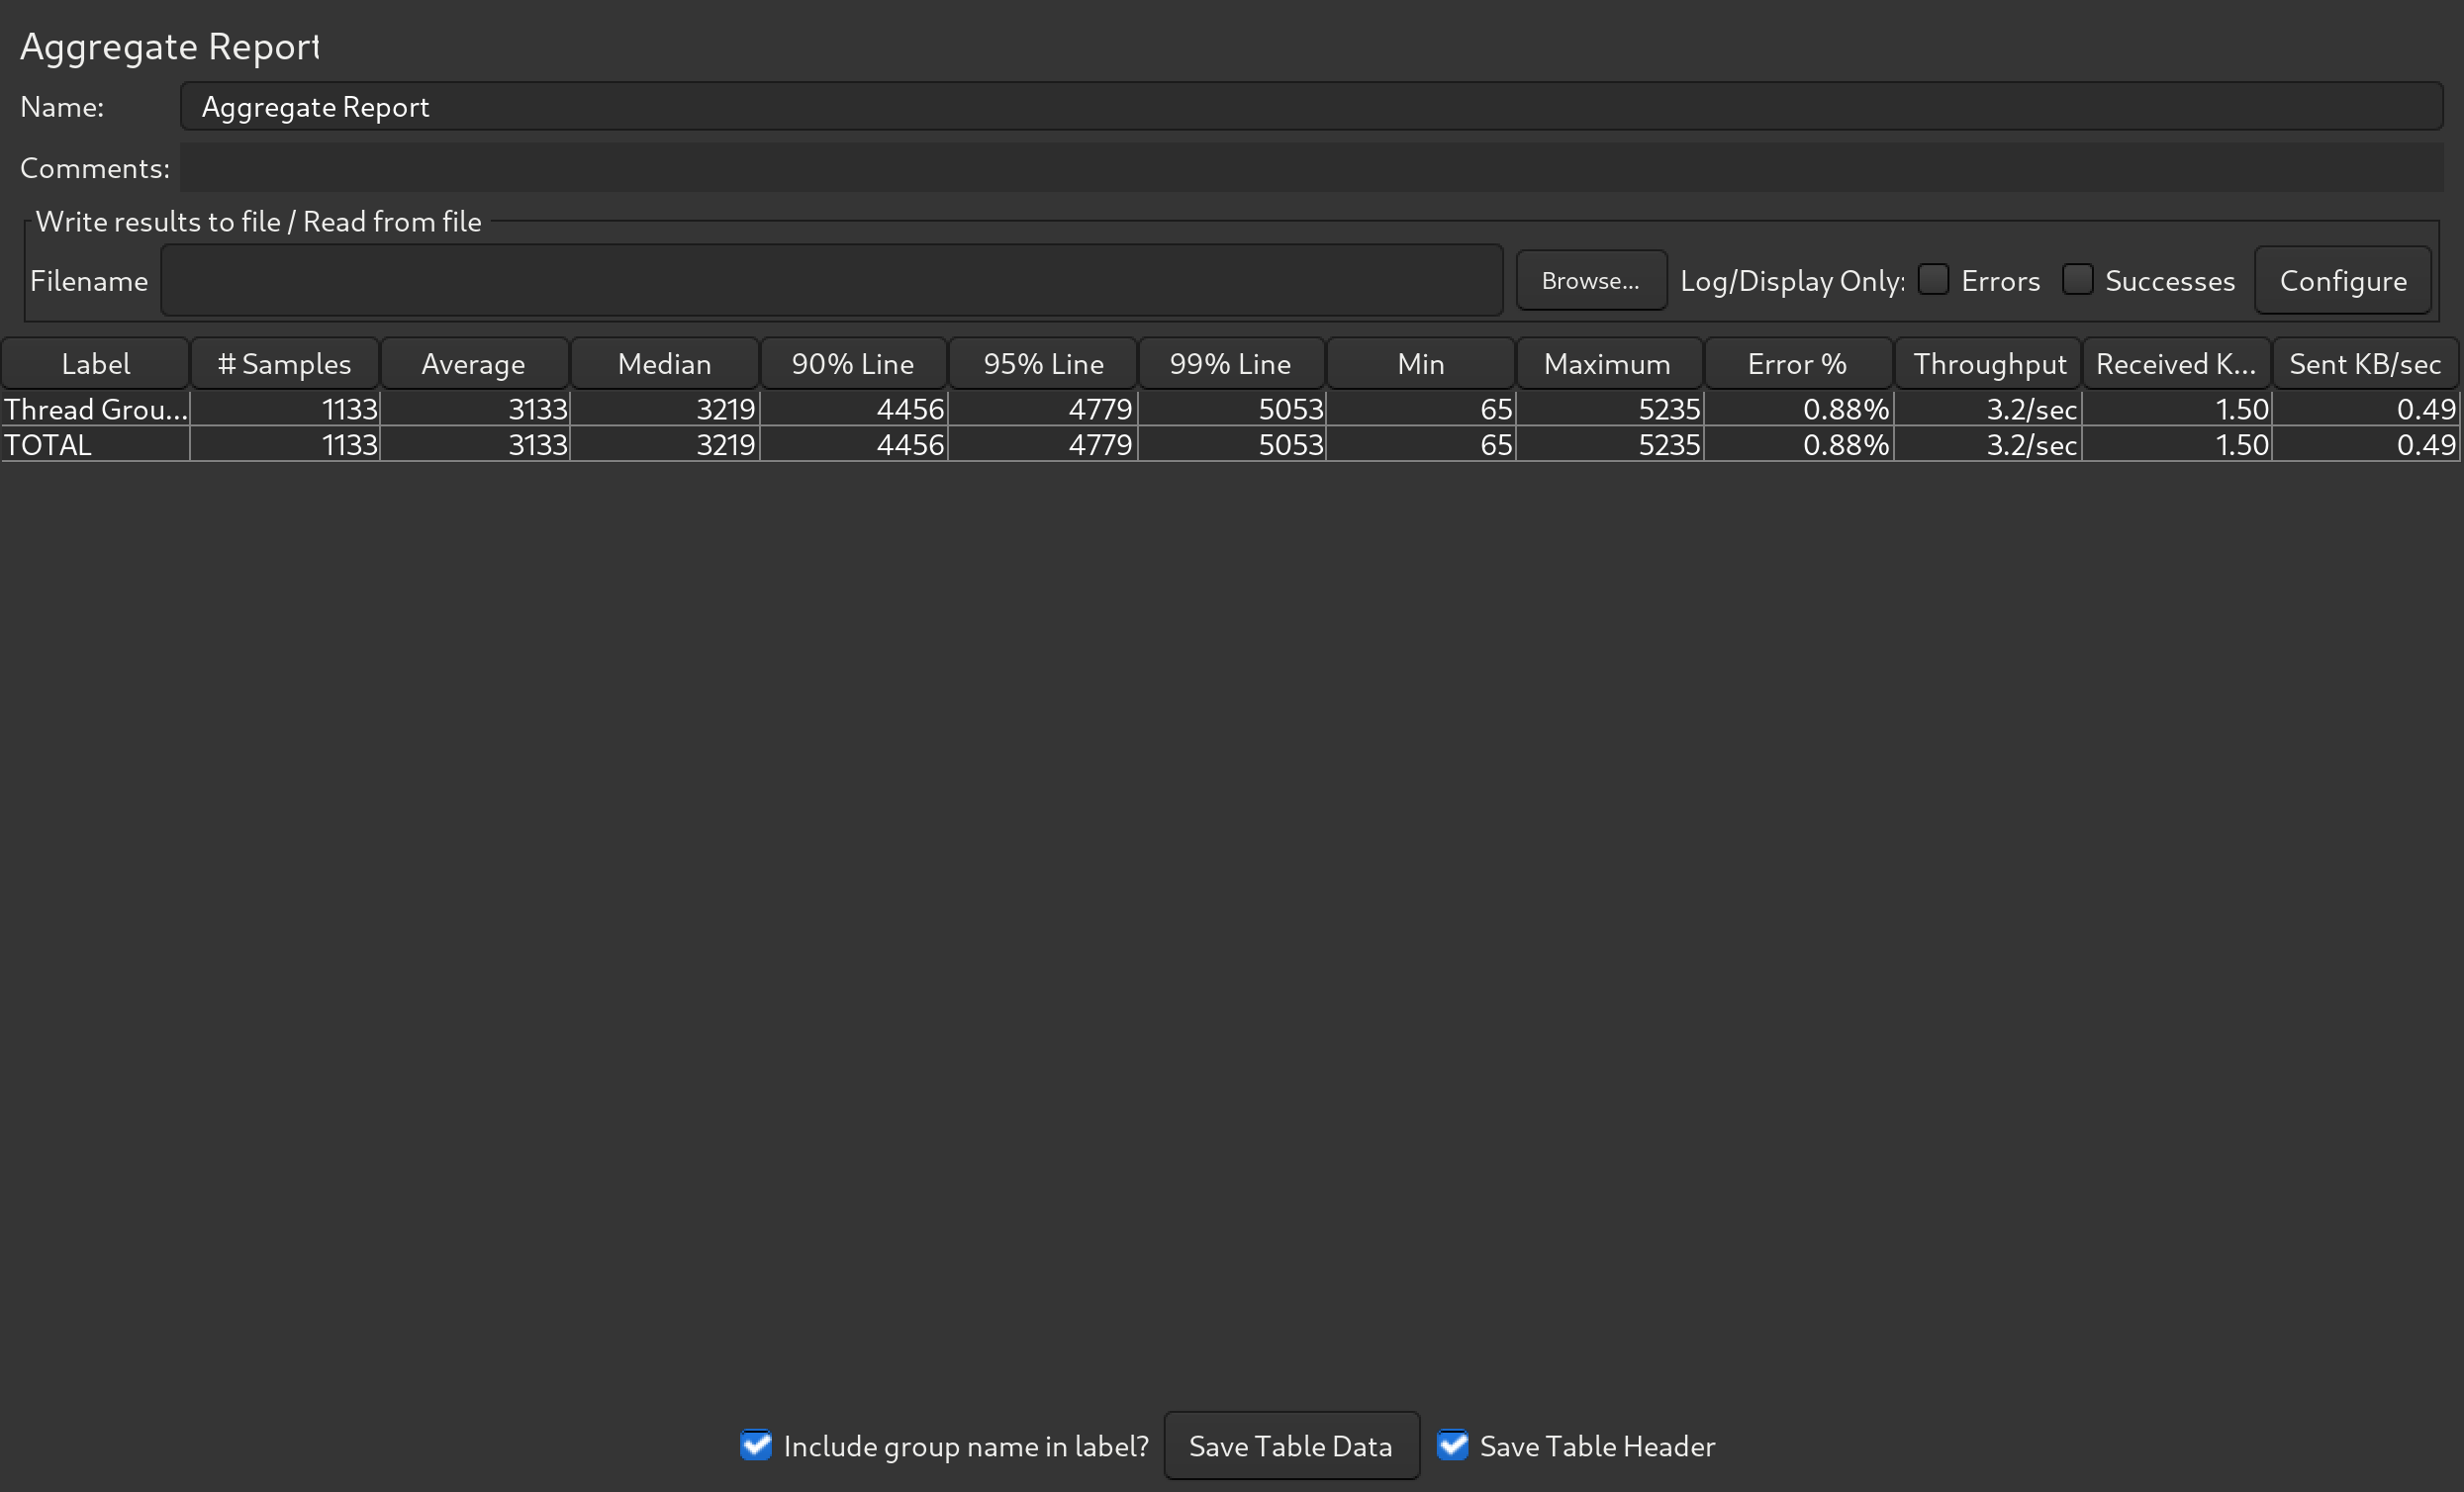 Aggregate Report
Name: Aggregate Report
Comments:
Write results to file / Read from file
Filename Browse... Log/Display Only: Errors Successes Configure
Label # Samples Average Median 90% Line 95% Line 99% Line Min Maximum Error % Throughput Received K... Sent KB/sec
Thread Grou... 1133 3133 3219 4456 4779 5053 65 5235 0.88% 3.2/sec 1.50 0.49
TOTAL 1133 3133 3219 4456 4779 5053 65 5235 0.88% 3.2/sec 1.50 0.49
Include group name in label? Save Table Data Save Table Header